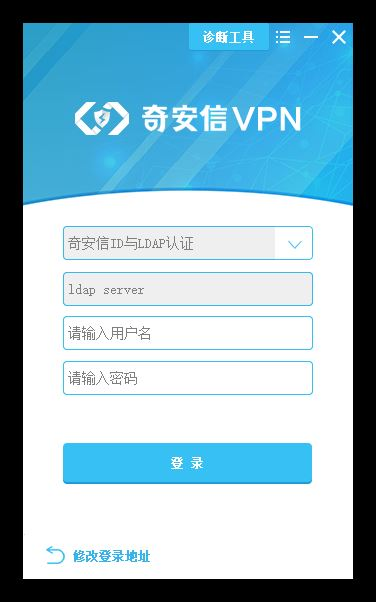 诊断工具
奇安信VPN
奇安信ID与LDAP认证
ldap server
请输入用户名
请输入密码
登 录
修改登录地址